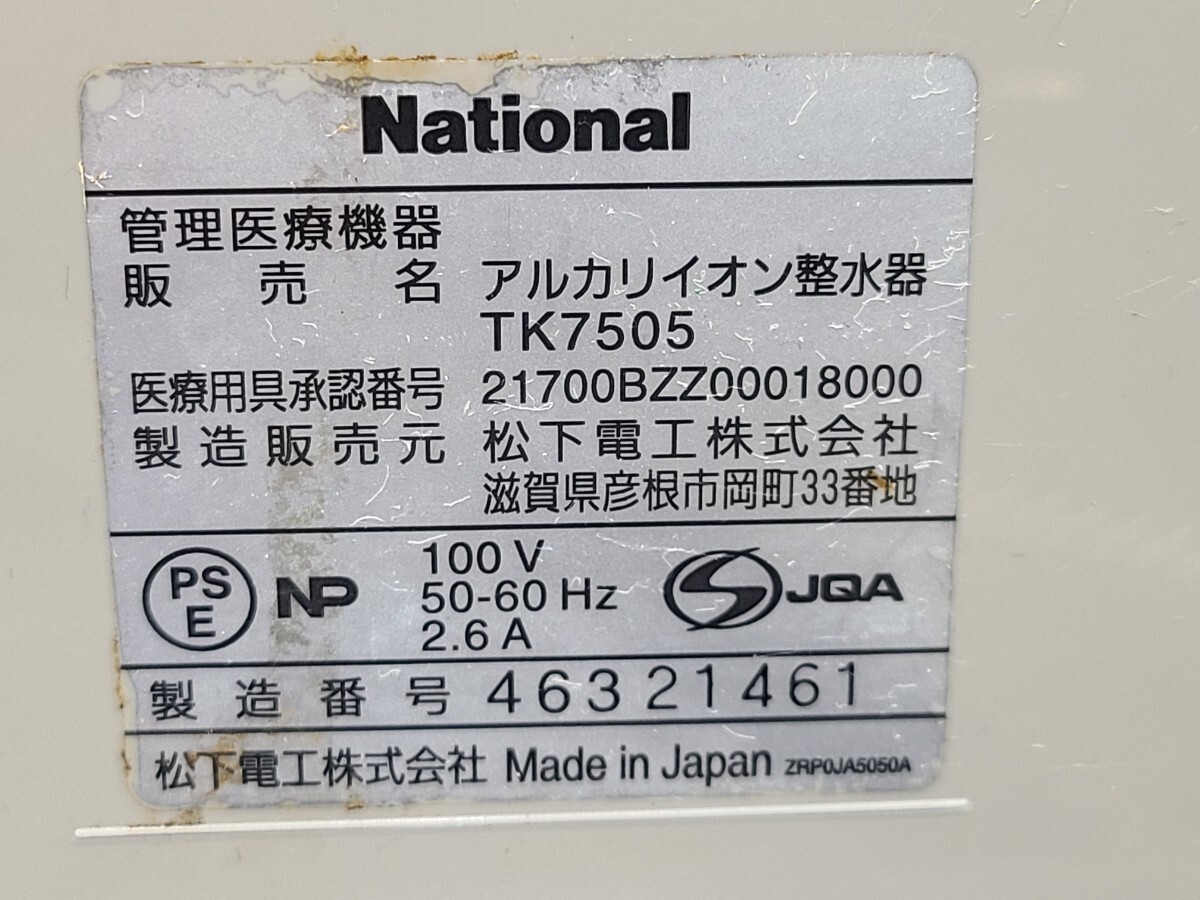 National
管理医療機器
販売名 アルカリイオン整水器
TK7505
医療用具承認番号 21700BZZ00018000
製造販売元 松下電工株式会社
滋賀県彦根市岡町33番地
PS
E
NP
100 V
50-60 Hz
2.6 A
JQA
製造番号 46321461
松下電工株式会社 Made in Japan ZRP0JA5050A